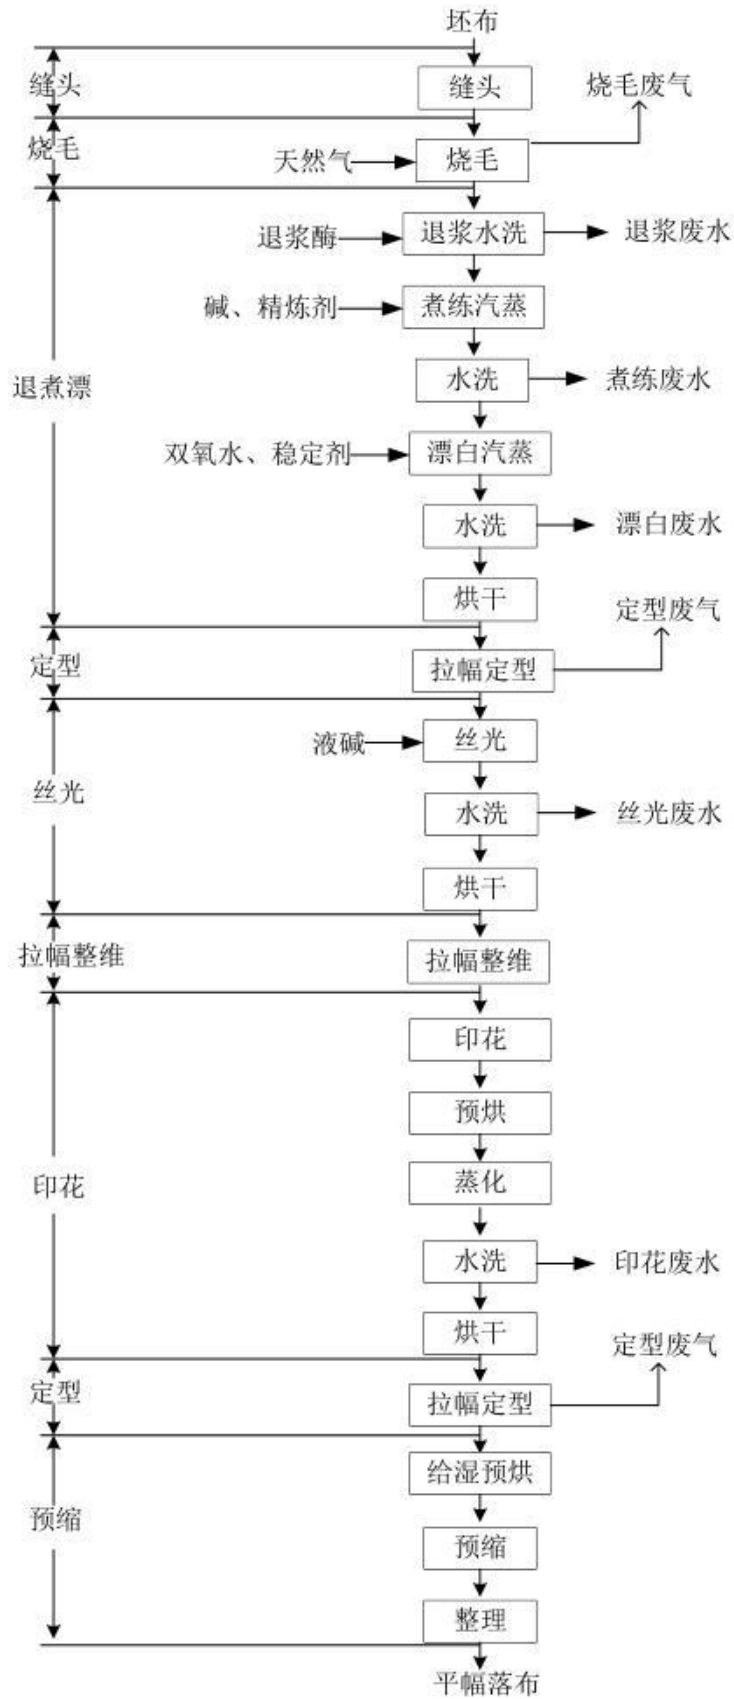 坯布
缝头
缝头
烧毛废气
烧毛
天然气
烧毛
退浆酶
退浆水洗
退浆废水
碱、精炼剂
煮练汽蒸
退煮漂
水洗
煮练废水
双氧水、稳定剂
漂白汽蒸
水洗
漂白废水
烘干
定型废气
定型
拉幅定型
液碱
丝光
丝光
水洗
丝光废水
烘干
拉幅整维
拉幅整维
印花
预烘
印花
蒸化
水洗
印花废水
烘干
定型废气
定型
拉幅定型
给湿预烘
预缩
预缩
整理
平幅落布